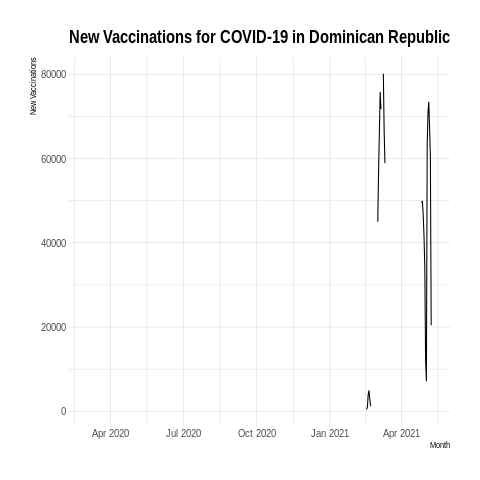 New Vaccinations for COVID-19 in Dominican Republic
New Vaccinations
80000
60000
40000
20000
0
Apr 2020 Jul 2020 Oct 2020 Jan 2021 Apr 2021
Month